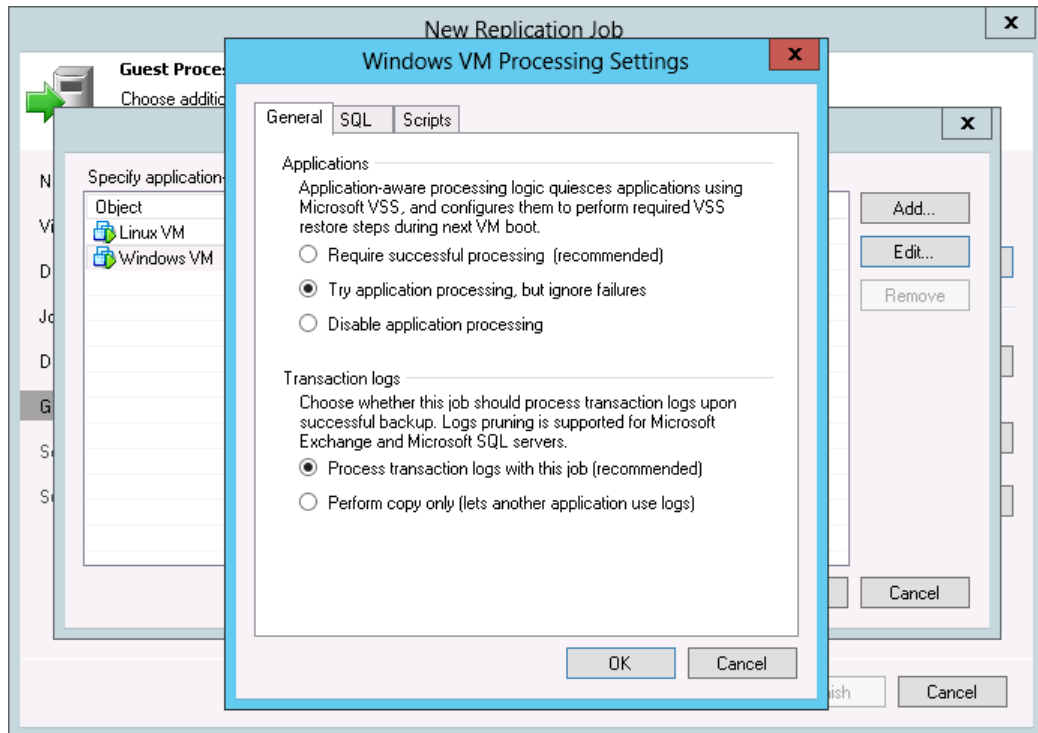 New Replication Job
x
Windows VM Processing Settings
x
Guest
Choose
x
General
SQL
Scripts
Applications
Application-aware processing logic quiesces applications using
Microsoft VSS, and configures them to perform required VSS
restore steps during next VM boot.
Require successful processing (recommended)
Try application processing, but ignore failures
Disable application processing
Transaction logs
Choose whether this job should process transaction logs upon
successful backup. Logs pruning is supported for Microsoft
Exchange and Microsoft SQL servers.
Process transaction logs with this job (recommended)
Perform copy only (lets another application use logs)
OK
Cancel
Specify application-
Object
Linux VM
Windows VM
Add...
Edit...
Remove
Cancel
Cancel